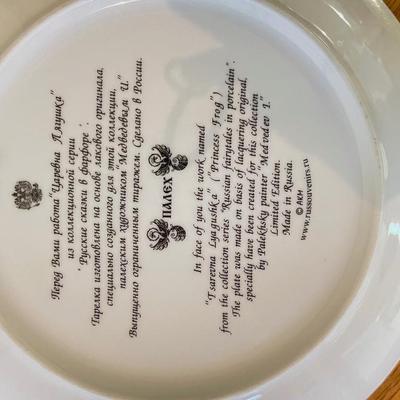 Перед Вами работа "Царевна Лягушка"
из коллекционной серии
"Русские сказки в фарфоре".
Тарелка изготовлена на основе лакового оригинала,
специально созданного для этой коллекции,
палехским художником "Медведевым И."
Выпущено ограниченным тиражем. Сделано в России.
ПАЛЕХ
In face of you the work named
"Tsarevna Lyagushka" ("Princess Frog")
from the collection series "Russian fairytales in porcelain".
The plate was made on basis of lacquering original,
specially have been created for this collection
by Palekhsky painter "Medvedev I."
Limited Edition.
Made in Russia.
© RKH
www.russouvenirs.ru